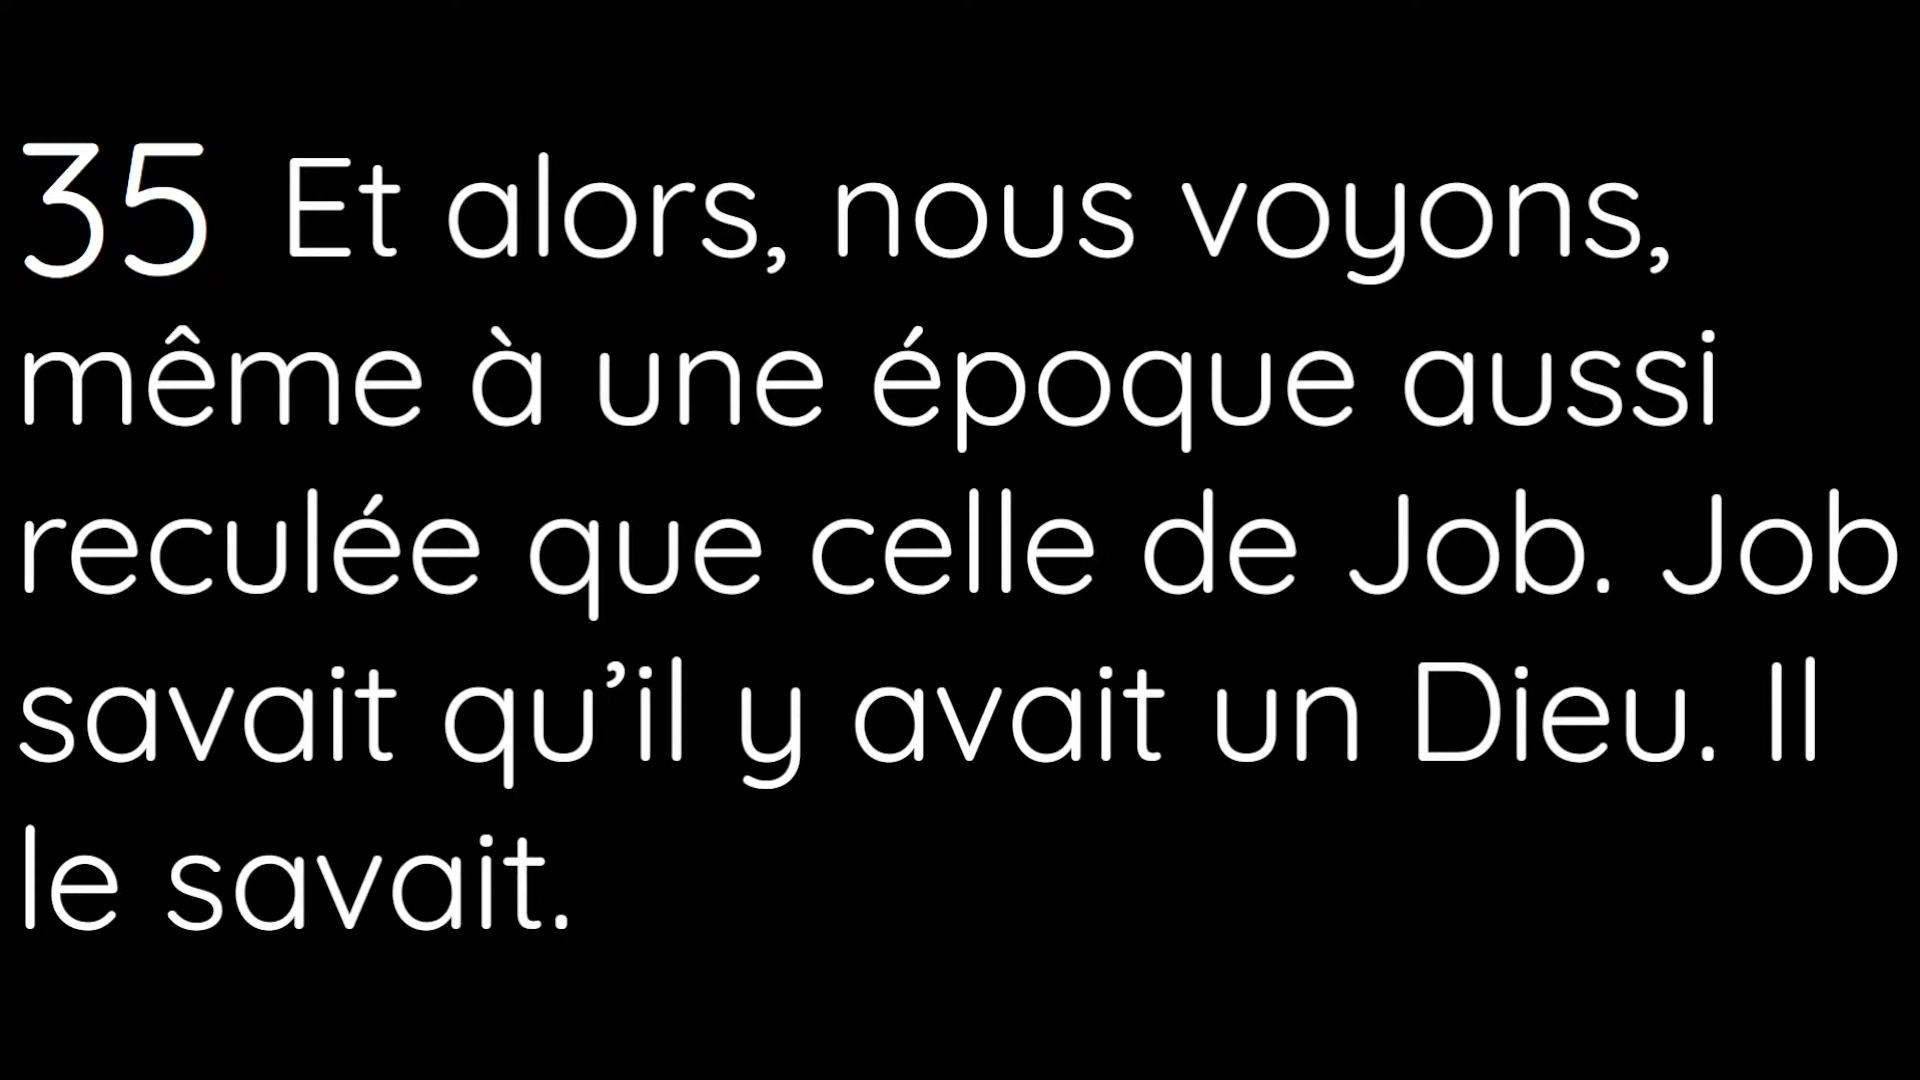 35 Et alors, nous voyons,
même à une époque aussi
reculée que celle de Job. Job
savait qu’il y avait un Dieu. Il
le savait.